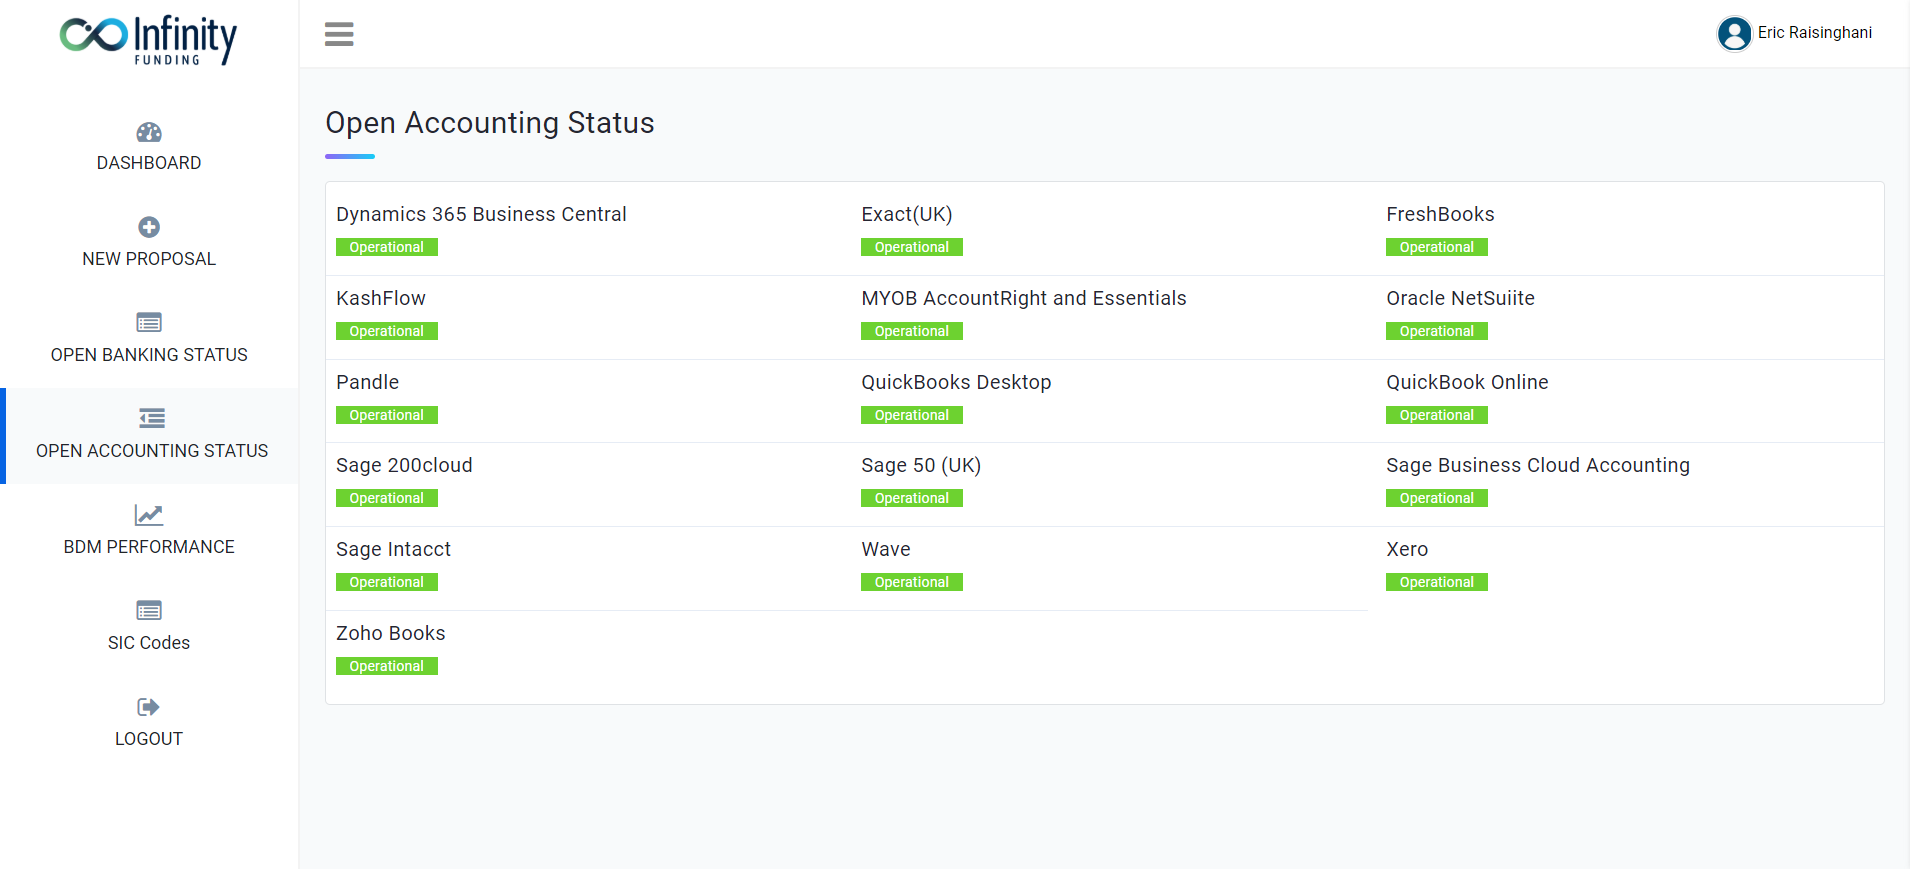 Infinity
FUNDING
Eric Raisinghani
DASHBOARD
NEW PROPOSAL
OPEN BANKING STATUS
OPEN ACCOUNTING STATUS
BDM PERFORMANCE
SIC Codes
LOGOUT
Open Accounting Status
Dynamics 365 Business Central
Operational
Exact(UK)
Operational
FreshBooks
Operational
KashFlow
Operational
MYOB AccountRight and Essentials
Operational
Oracle NetSuiite
Operational
Pandle
Operational
QuickBooks Desktop
Operational
QuickBook Online
Operational
Sage 200cloud
Operational
Sage 50 (UK)
Operational
Sage Business Cloud Accounting
Operational
Sage Intacct
Operational
Wave
Operational
Xero
Operational
Zoho Books
Operational